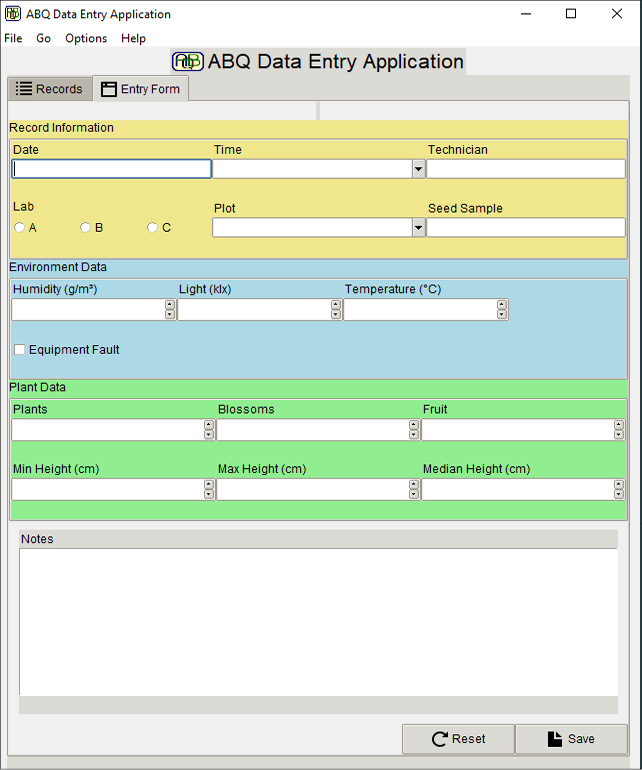 ABQ Data Entry Application
File Go Options Help
ABQ ABQ Data Entry Application
Records Entry Form
Record Information
Date Time Technician
Lab Plot Seed Sample
A B C
Environment Data
Humidity (g/m³) Light (klx) Temperature (°C)
Equipment Fault
Plant Data
Plants Blossoms Fruit
Min Height (cm) Max Height (cm) Median Height (cm)
Notes
Reset Save